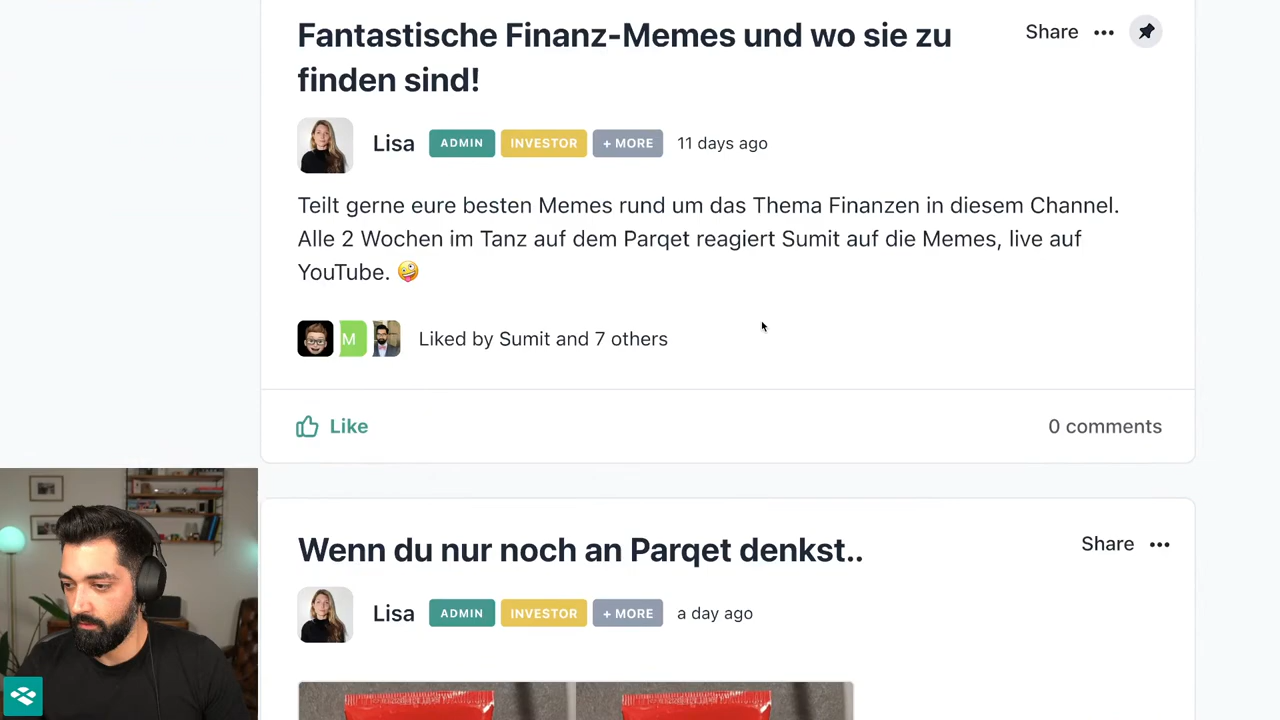 Fantastische Finanz-Memes und wo sie zu
finden sind!
Share
Lisa ADMIN INVESTOR + MORE 11 days ago
Teilt gerne eure besten Memes rund um das Thema Finanzen in diesem Channel.
Alle 2 Wochen im Tanz auf dem Parqet reagiert Sumit auf die Memes, live auf
YouTube. 🤪
M
Liked by Sumit and 7 others
Like
0 comments
Wenn du nur noch an Parqet denkst..
Share
Lisa ADMIN INVESTOR + MORE a day ago